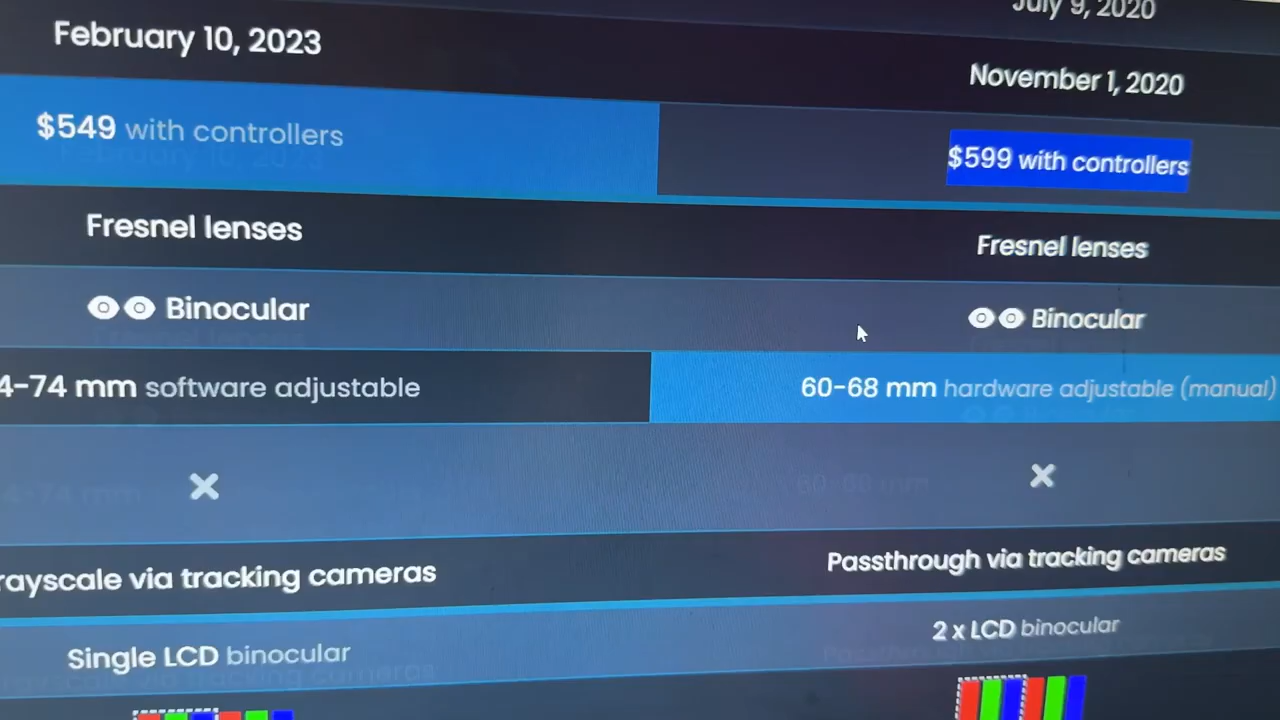 July 9, 2020
February 10, 2023
November 1, 2020
$549 with controllers
$599 with controllers
Fresnel lenses
Fresnel lenses
Binocular
Binocular
4-74 mm software adjustable
60-68 mm hardware adjustable (manual)
rayscale via tracking cameras
Passthrough via tracking cameras
Single LCD binocular
2 x LCD binocular